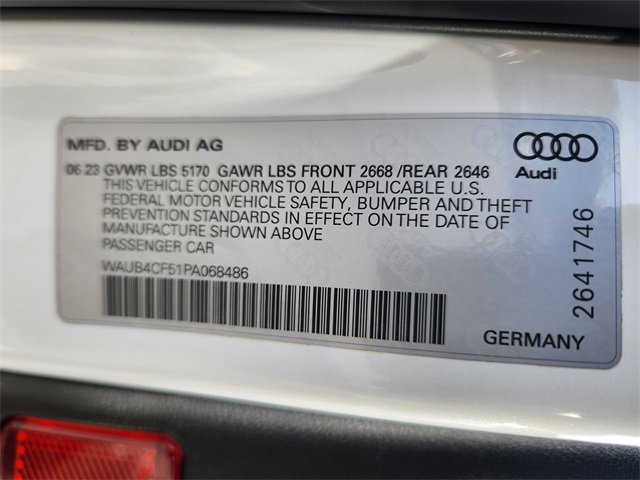 MFD. BY AUDI AG
06 23 GVWR LBS 5170 GAWR LBS FRONT 2668 /REAR 2646
THIS VEHICLE CONFORMS TO ALL APPLICABLE U.S.
FEDERAL MOTOR VEHICLE SAFETY, BUMPER AND THEFT
PREVENTION STANDARDS IN EFFECT ON THE DATE OF
MANUFACTURE SHOWN ABOVE
PASSENGER CAR
WAUB4CF51PA068486
Audi
2641746
GERMANY